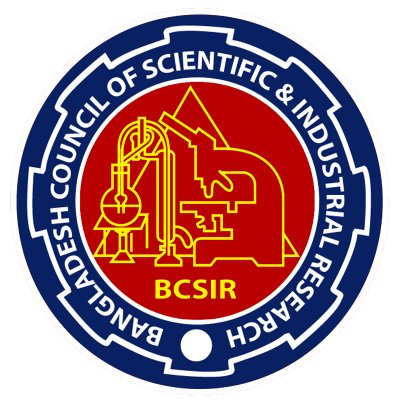 BANGLADESH COUNCIL OF SCIENTIFIC & INDUSTRIAL RESEARCH
BCSIR